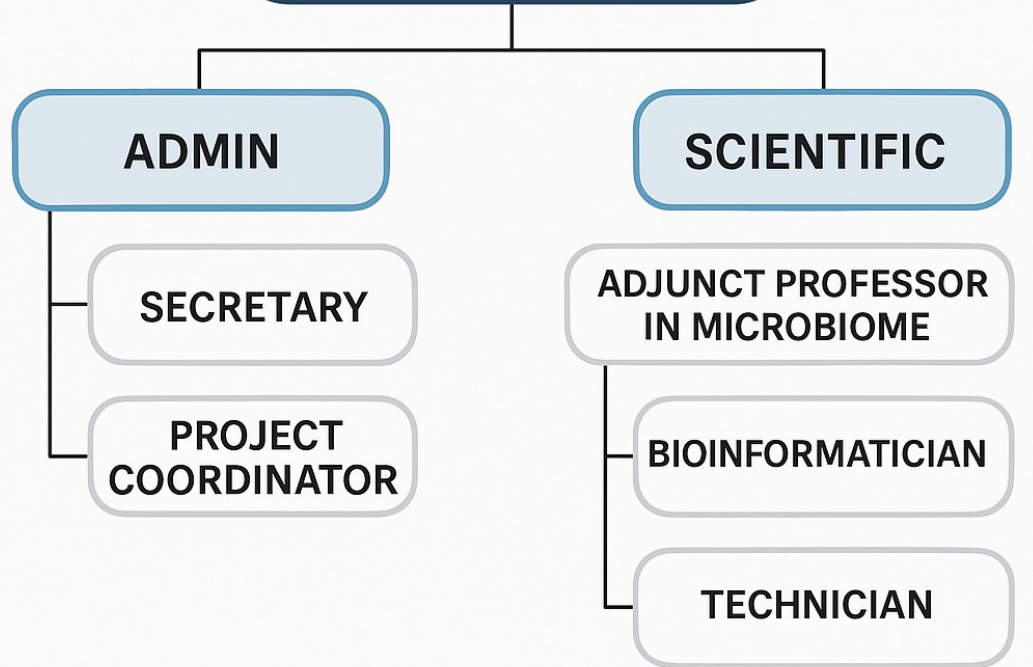 ADMIN
SCIENTIFIC
SECRETARY
PROJECT
COORDINATOR
ADJUNCT PROFESSOR
IN MICROBIOME
BIOINFORMATICIAN
TECHNICIAN